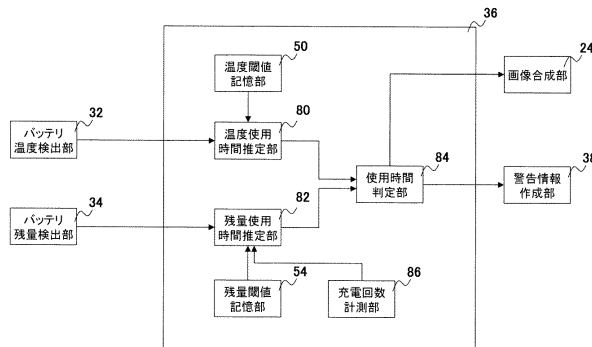 36
50
温度閾値
記憶部
24
画像合成部
32
バッテリ
温度検出部
80
温度使用
時間推定部
84
使用時間
判定部
38
警告情報
作成部
34
バッテリ
残量検出部
82
残量使用
時間推定部
54
残量閾値
記憶部
86
充電回数
計測部